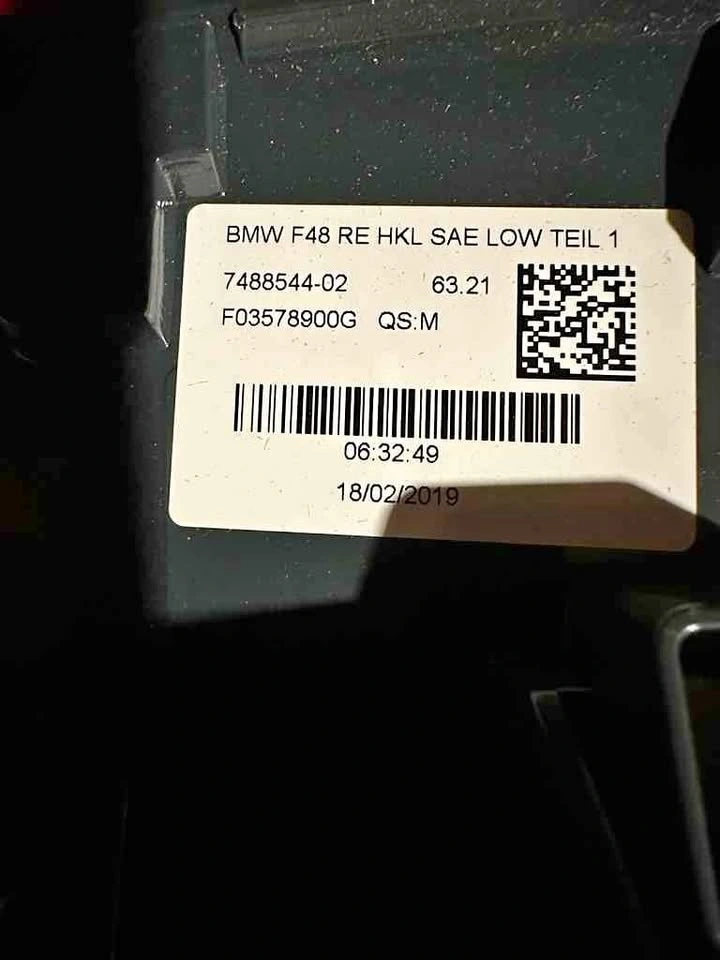 BMW F48 RE HKL SAE LOW TEIL 1
7488544-02 63.21
F03578900G QS:M
06:32:49
18/02/2019